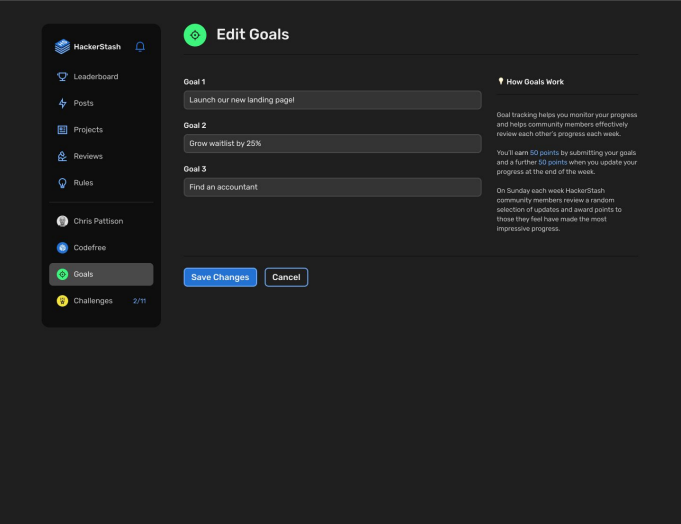 HackerStash
Leaderboard
Posts
Projects
Reviews
Rules
Chris Pattison
Codefree
Goals
Challenges 2/11
Edit Goals
Goal 1
Launch our new landing page!
Goal 2
Grow waitlist by 25%
Goal 3
Find an accountant
Save Changes
Cancel
How Goals Work
Goal tracking helps you monitor your progress
and helps community members effectively
review each other's progress each week.
You'll earn 50 points by submitting your goals
and a further 50 points when you update your
progress at the end of the week.
On Sunday each week HackerStash
community members review a random
selection of updates and award points to
those they feel have made the most
impressive progress.